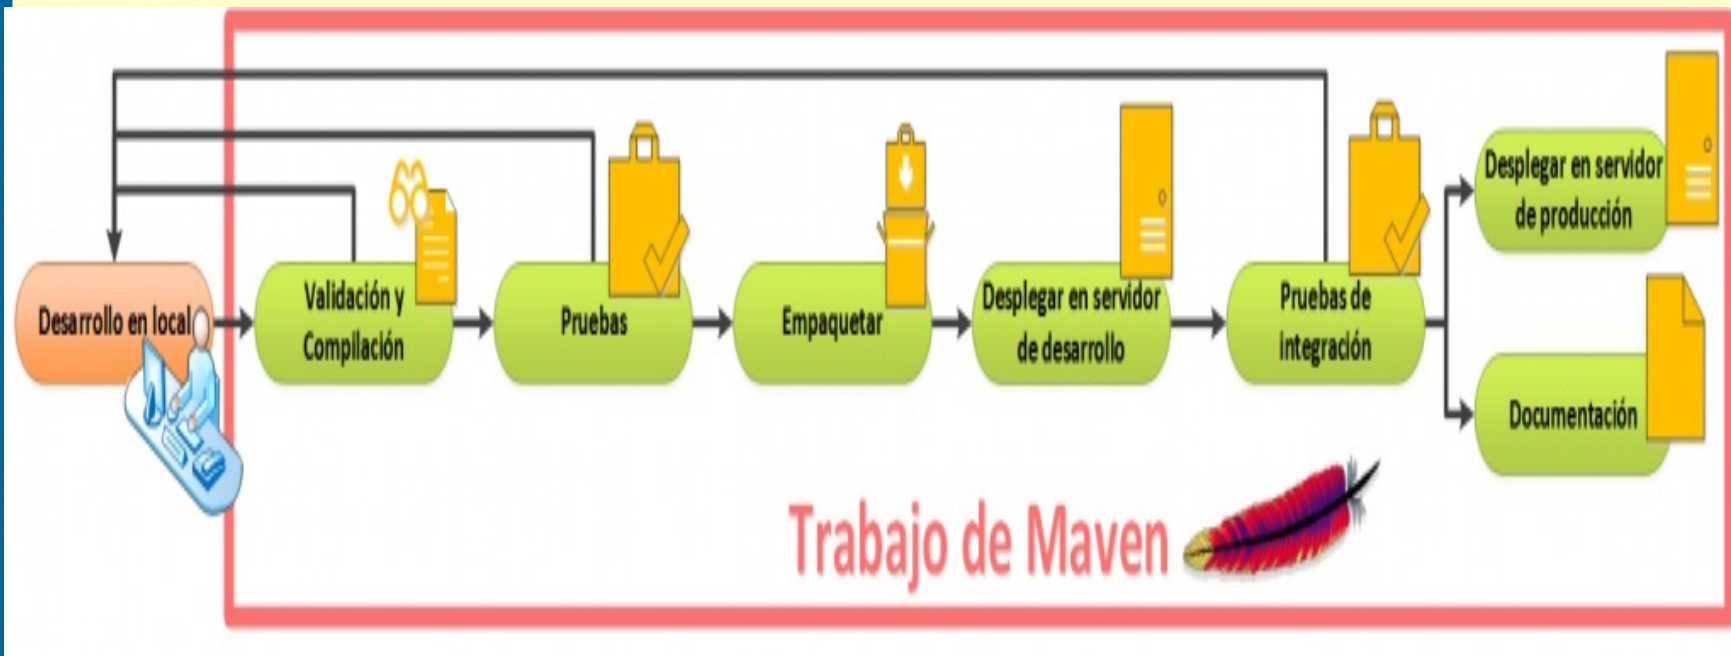 Desarrollo en local
Validación y
Compilación
Pruebas
Empaquetar
Desplegar en servidor
de desarrollo
Pruebas de
integración
Desplegar en servidor
de producción
Documentación
Trabajo de Maven